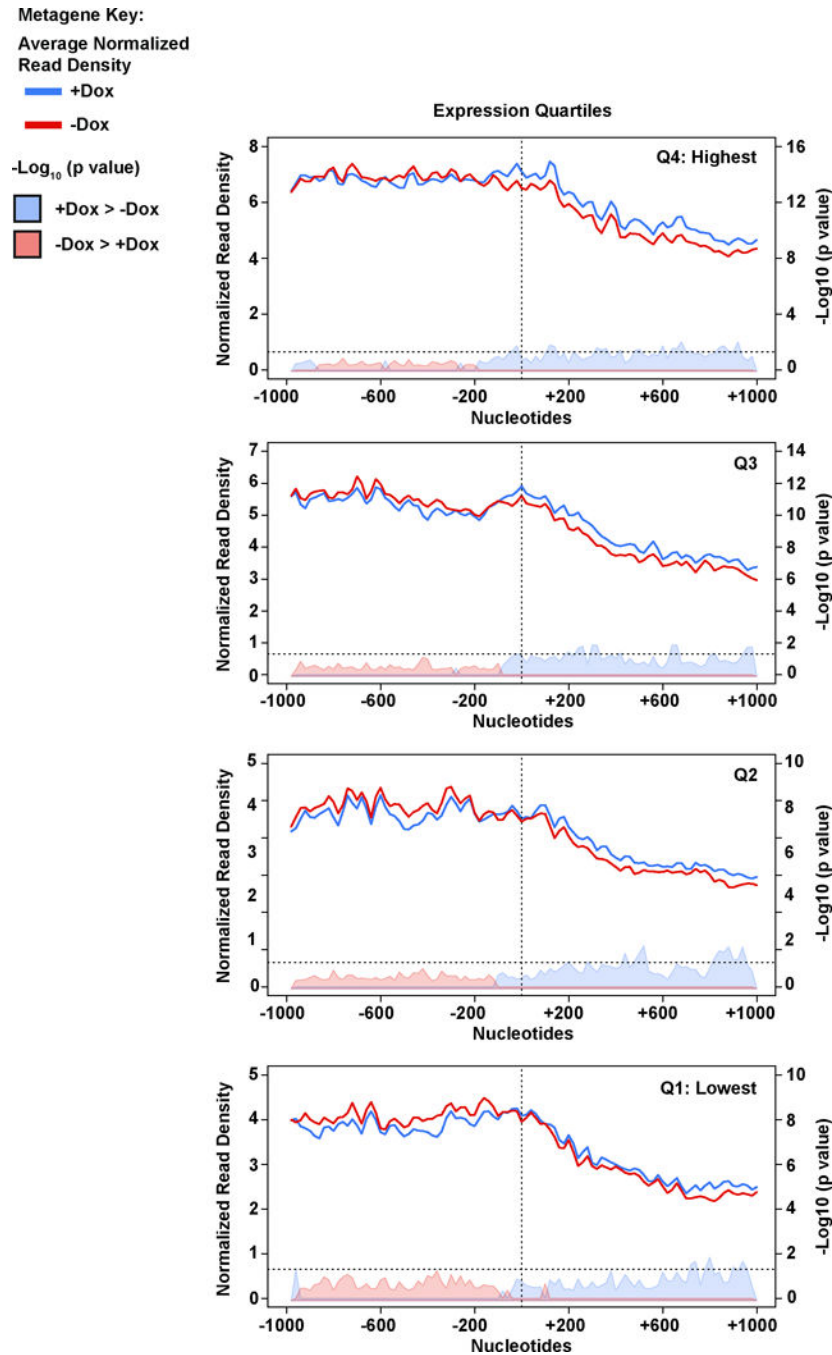 Metagene Key:
Average Normalized
Read Density
+Dox
-Dox
-Log10 (p value)
+Dox > -Dox
-Dox > +Dox
Expression Quartiles
Q4: Highest
Normalized Read Density
8
6
4
2
0
16
12
8
4
0
-Log10 (p value)
-1000 -600 -200 +200 +600 +1000
Nucleotides
Q3
Normalized Read Density
7
6
5
4
3
2
1
0
14
12
10
8
6
4
2
0
-Log10 (p value)
-1000 -600 -200 +200 +600 +1000
Nucleotides
Q2
Normalized Read Density
5
4
3
2
1
0
10
8
6
4
2
0
-Log10 (p value)
-1000 -600 -200 +200 +600 +1000
Nucleotides
Q1: Lowest
Normalized Read Density
5
4
3
2
1
0
10
8
6
4
2
0
-Log10 (p value)
-1000 -600 -200 +200 +600 +1000
Nucleotides